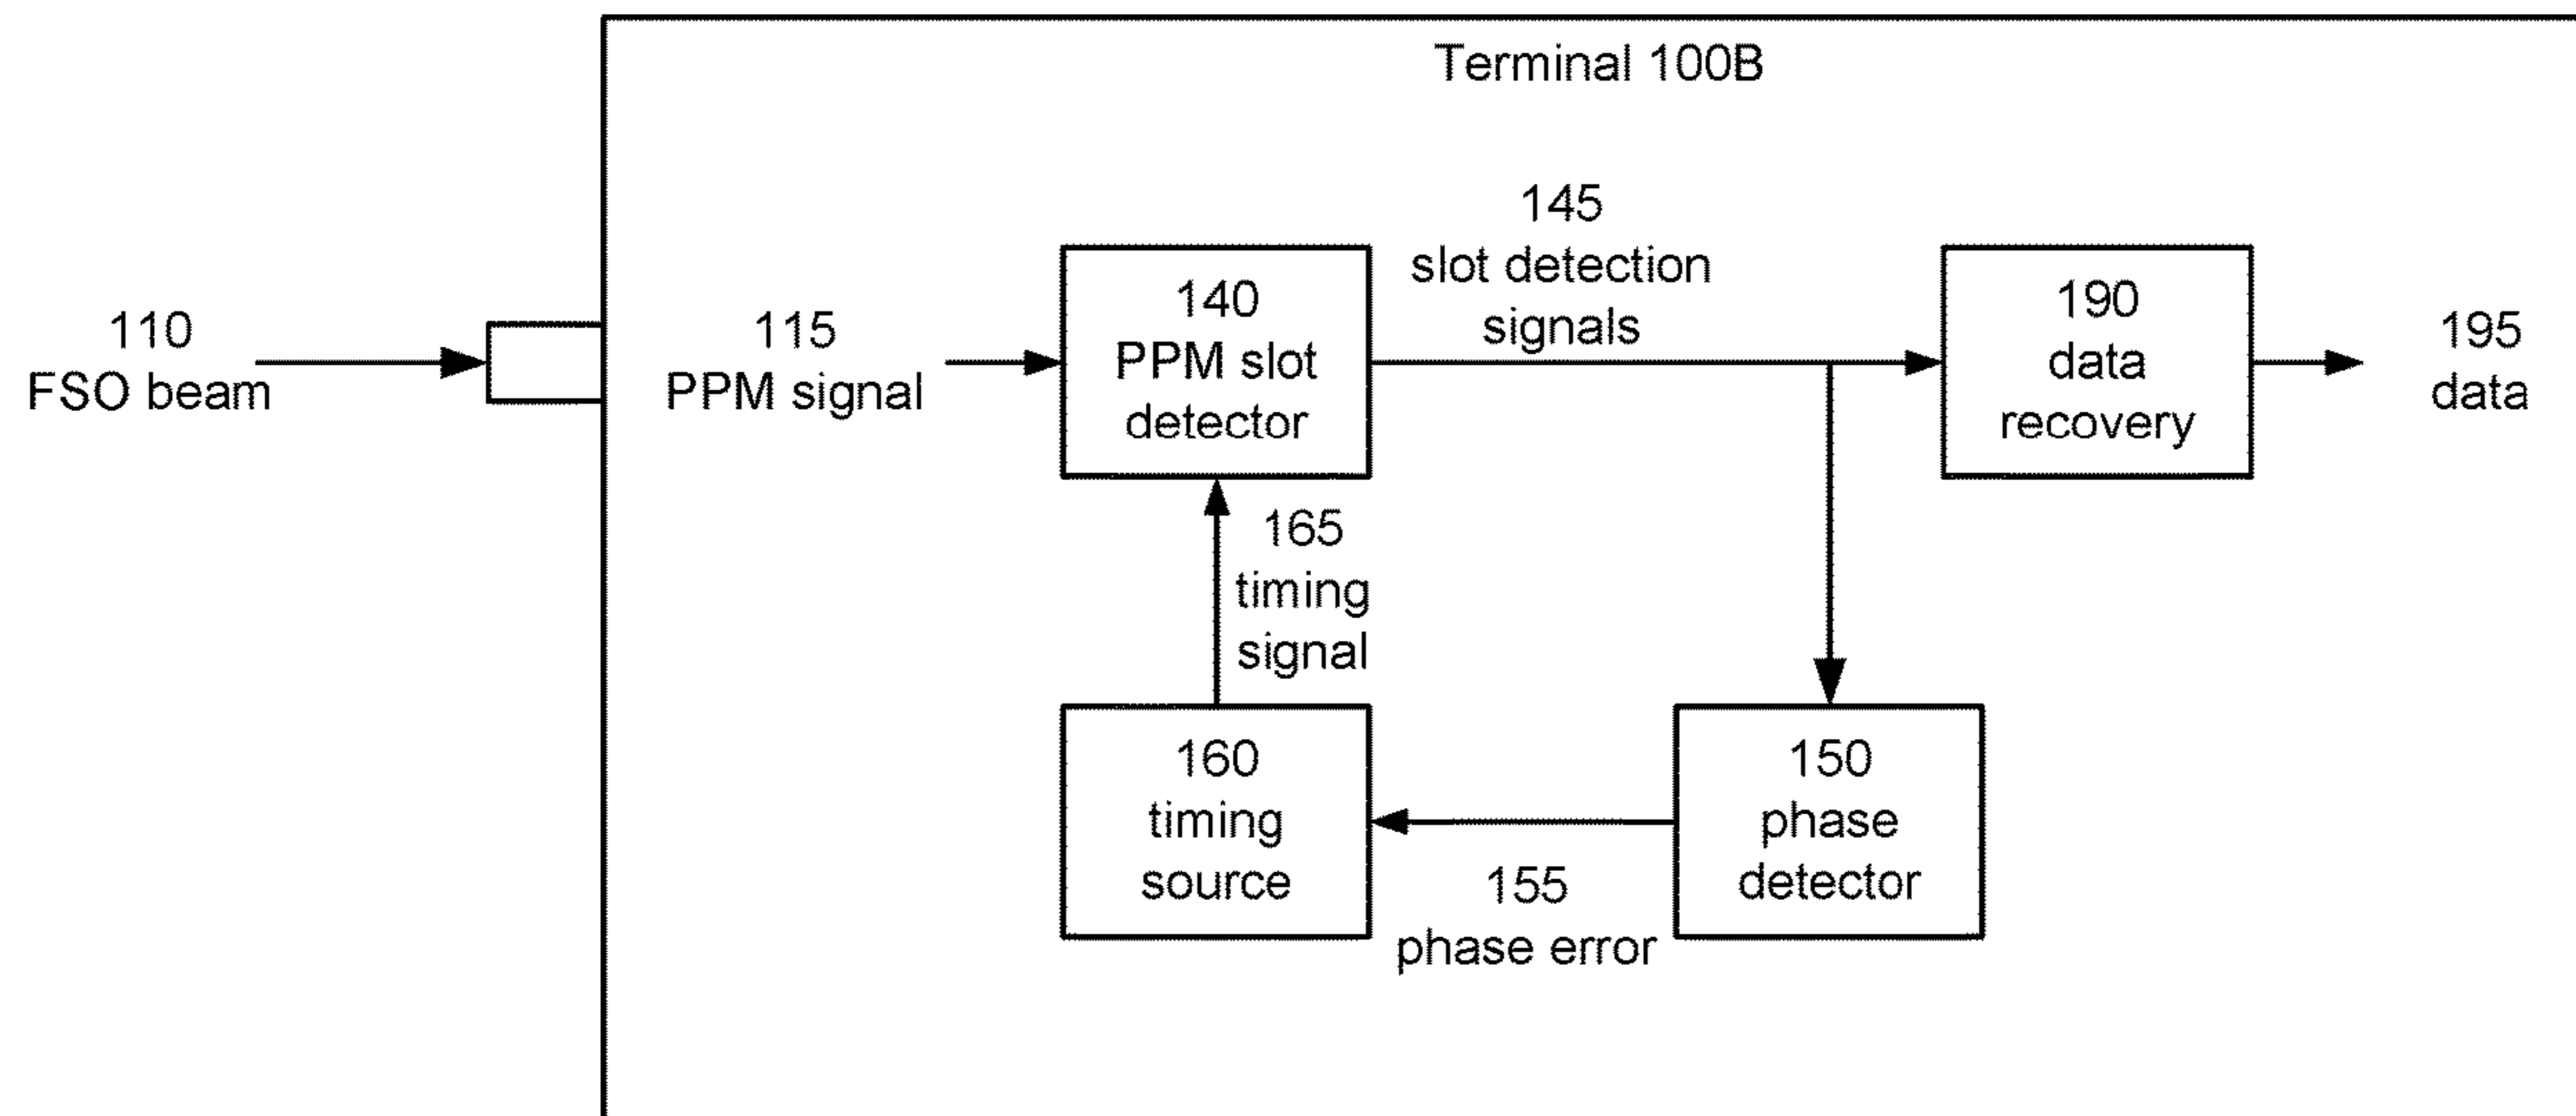 Terminal 100B
110
FSO beam
115
PPM signal
140
PPM slot
detector
145
slot detection
signals
190
data
recovery
195
data
165
timing
signal
160
timing
source
155
phase error
150
phase
detector